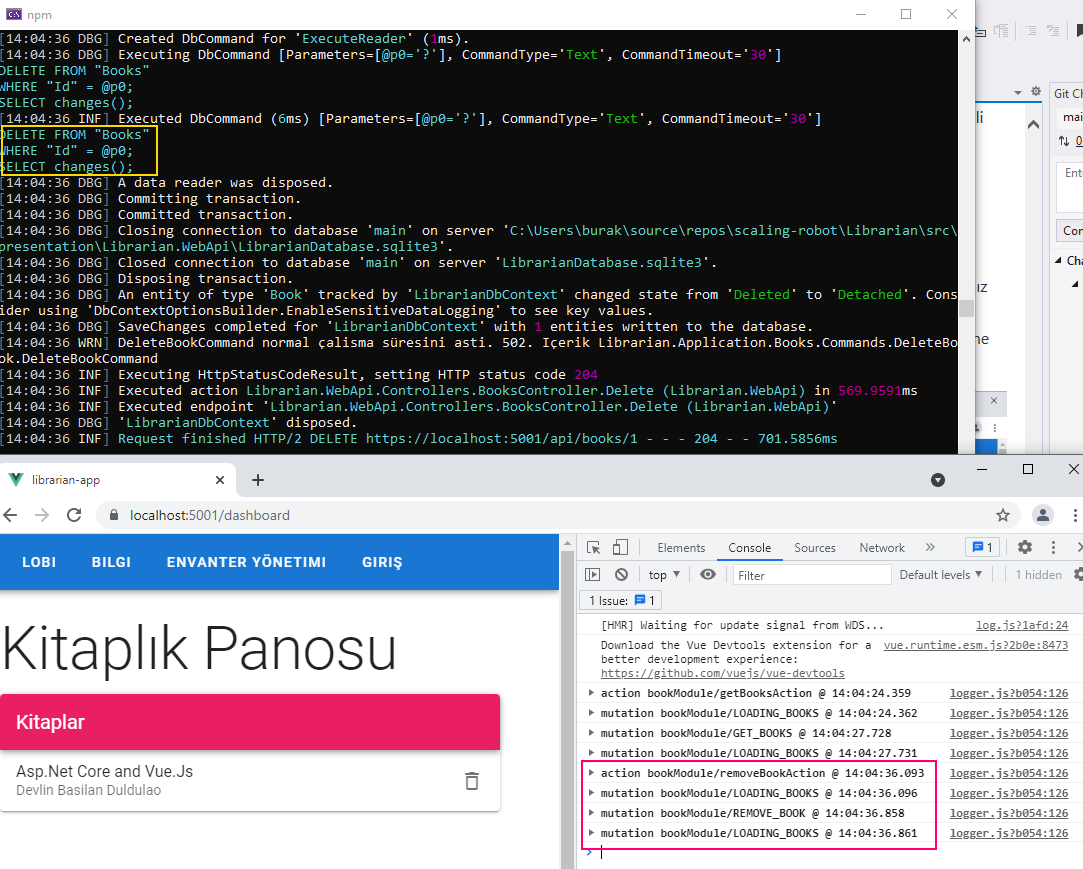 npm
[14:04:36 DBG] Created DbCommand for 'ExecuteReader' (1ms).
[14:04:36 DBG] Executing DbCommand [Parameters=[@p0='?'], CommandType='Text', CommandTimeout='30']
DELETE FROM "Books"
WHERE "Id" = @p0;
SELECT changes();
[14:04:36 INF] Executed DbCommand (6ms) [Parameters=[@p0='?'], CommandType='Text', CommandTimeout='30']
DELETE FROM "Books"
WHERE "Id" = @p0;
SELECT changes();
[14:04:36 DBG] A data reader was disposed.
[14:04:36 DBG] Committing transaction.
[14:04:36 DBG] Committed transaction.
[14:04:36 DBG] Closing connection to database 'main' on server 'C:\Users\burak\source\repos\scaling-robot\Librarian\src\
presentation\Librarian.WebApi\LibrarianDatabase.sqlite3'.
[14:04:36 DBG] Closed connection to database 'main' on server 'LibrarianDatabase.sqlite3'.
[14:04:36 DBG] Disposing transaction.
[14:04:36 DBG] An entity of type 'Book' tracked by 'LibrarianDbContext' changed state from 'Deleted' to 'Detached'. Cons
ider using 'DbContextOptionsBuilder.EnableSensitiveDataLogging' to see key values.
[14:04:36 DBG] SaveChanges completed for 'LibrarianDbContext' with 1 entities written to the database.
[14:04:36 WRN] DeleteBookCommand normal çalisma süresini asti. 502. Içerik Librarian.Application.Books.Commands.DeleteBo
ok.DeleteBookCommand
[14:04:36 INF] Executing HttpStatusCodeResult, setting HTTP status code 204
[14:04:36 INF] Executed action Librarian.WebApi.Controllers.BooksController.Delete (Librarian.WebApi) in 569.9591ms
[14:04:36 INF] Executed endpoint 'Librarian.WebApi.Controllers.BooksController.Delete (Librarian.WebApi)'
[14:04:36 DBG] 'LibrarianDbContext' disposed.
[14:04:36 INF] Request finished HTTP/2 DELETE https://localhost:5001/api/books/1 - - - 204 - - 701.5856ms
Git Ch
mai
0
Ent
Con
Cha
li
ız
ne
librarian-app
localhost:5001/dashboard
LOBI BILGI ENVANTER YÖNETIMI GIRIŞ
Kitaplık Panosu
Kitaplar
Asp.Net Core and Vue.Js
Devlin Basilan Duldulao
Elements Console Sources Network » 1
top Filter Default levels 1 hidden
1 Issue: 1
[HMR] Waiting for update signal from WDS... log.js?1afd:24
Download the Vue Devtools extension for a vue.runtime.esm.js?2b0e:8473
better development experience:
https://github.com/vuejs/vue-devtools
action bookModule/getBooksAction @ 14:04:24.359 logger.js?b054:126
mutation bookModule/LOADING_BOOKS @ 14:04:24.362 logger.js?b054:126
mutation bookModule/GET_BOOKS @ 14:04:27.728 logger.js?b054:126
mutation bookModule/LOADING_BOOKS @ 14:04:27.731 logger.js?b054:126
action bookModule/removeBookAction @ 14:04:36.093 logger.js?b054:126
mutation bookModule/LOADING_BOOKS @ 14:04:36.096 logger.js?b054:126
mutation bookModule/REMOVE_BOOK @ 14:04:36.858 logger.js?b054:126
mutation bookModule/LOADING_BOOKS @ 14:04:36.861 logger.js?b054:126